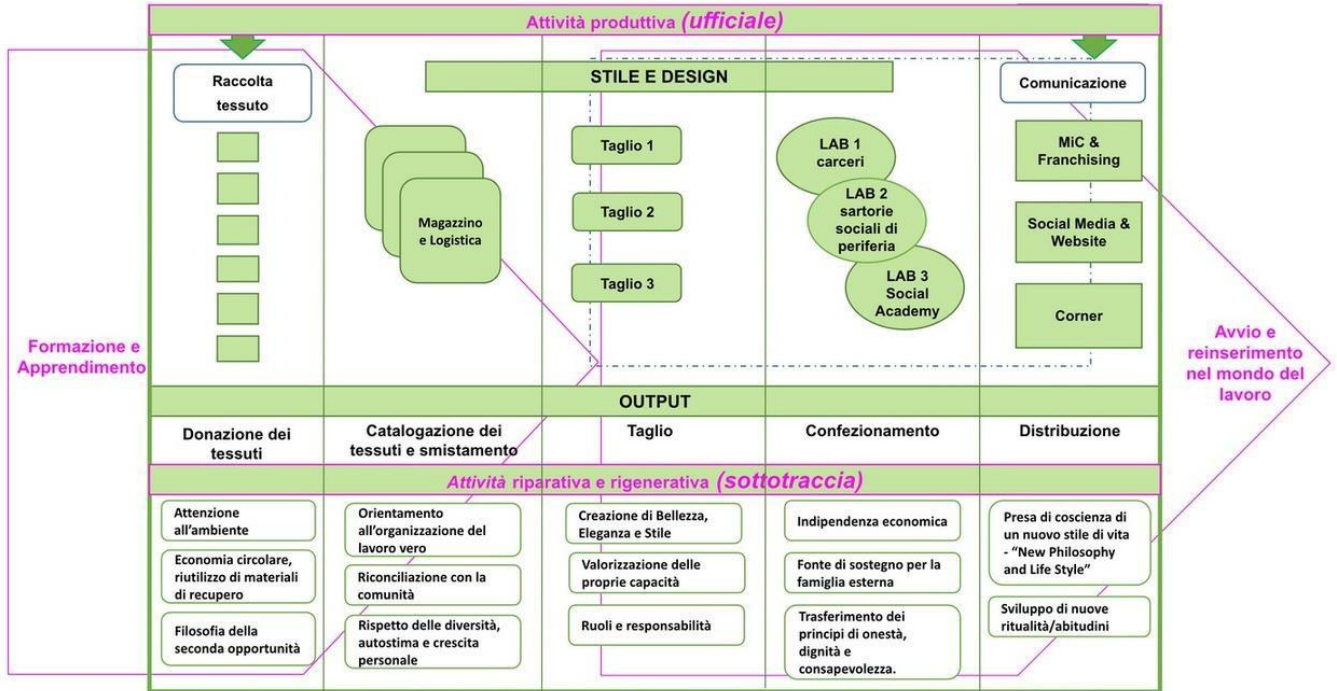 Attività produttiva (ufficiale)
Raccolta
tessuto
STILE E DESIGN
Comunicazione
Magazzino
e Logistica
Taglio 1
Taglio 2
Taglio 3
LAB 1
carceri
LAB 2
sartorie
sociali di
periferia
LAB 3
Social
Academy
MiC &
Franchising
Social Media &
Website
Corner
Formazione e
Apprendimento
Avvio e
reinserimento
nel mondo del
lavoro
OUTPUT
Donazione dei
tessuti
Catalogazione dei
tessuti e smistamento
Taglio
Confezionamento
Distribuzione
Attività riparativa e rigenerativa (sottotraccia)
Attenzione
all'ambiente
Economia circolare,
riutilizzo di materiali
di recupero
Filosofia della
seconda opportunità
Orientamento
all'organizzazione del
lavoro vero
Riconciliazione con la
comunità
Rispetto delle diversità,
autostima e crescita
personale
Creazione di Bellezza,
Eleganza e Stile
Valorizzazione delle
proprie capacità
Ruoli e responsabilità
Indipendenza economica
Fonte di sostegno per la
famiglia esterna
Trasferimento dei
principi di onestà,
dignità e
consapevolezza.
Presa di coscienza di
un nuovo stile di vita
- "New Philosophy
and Life Style"
Sviluppo di nuove
ritualità/abitudini